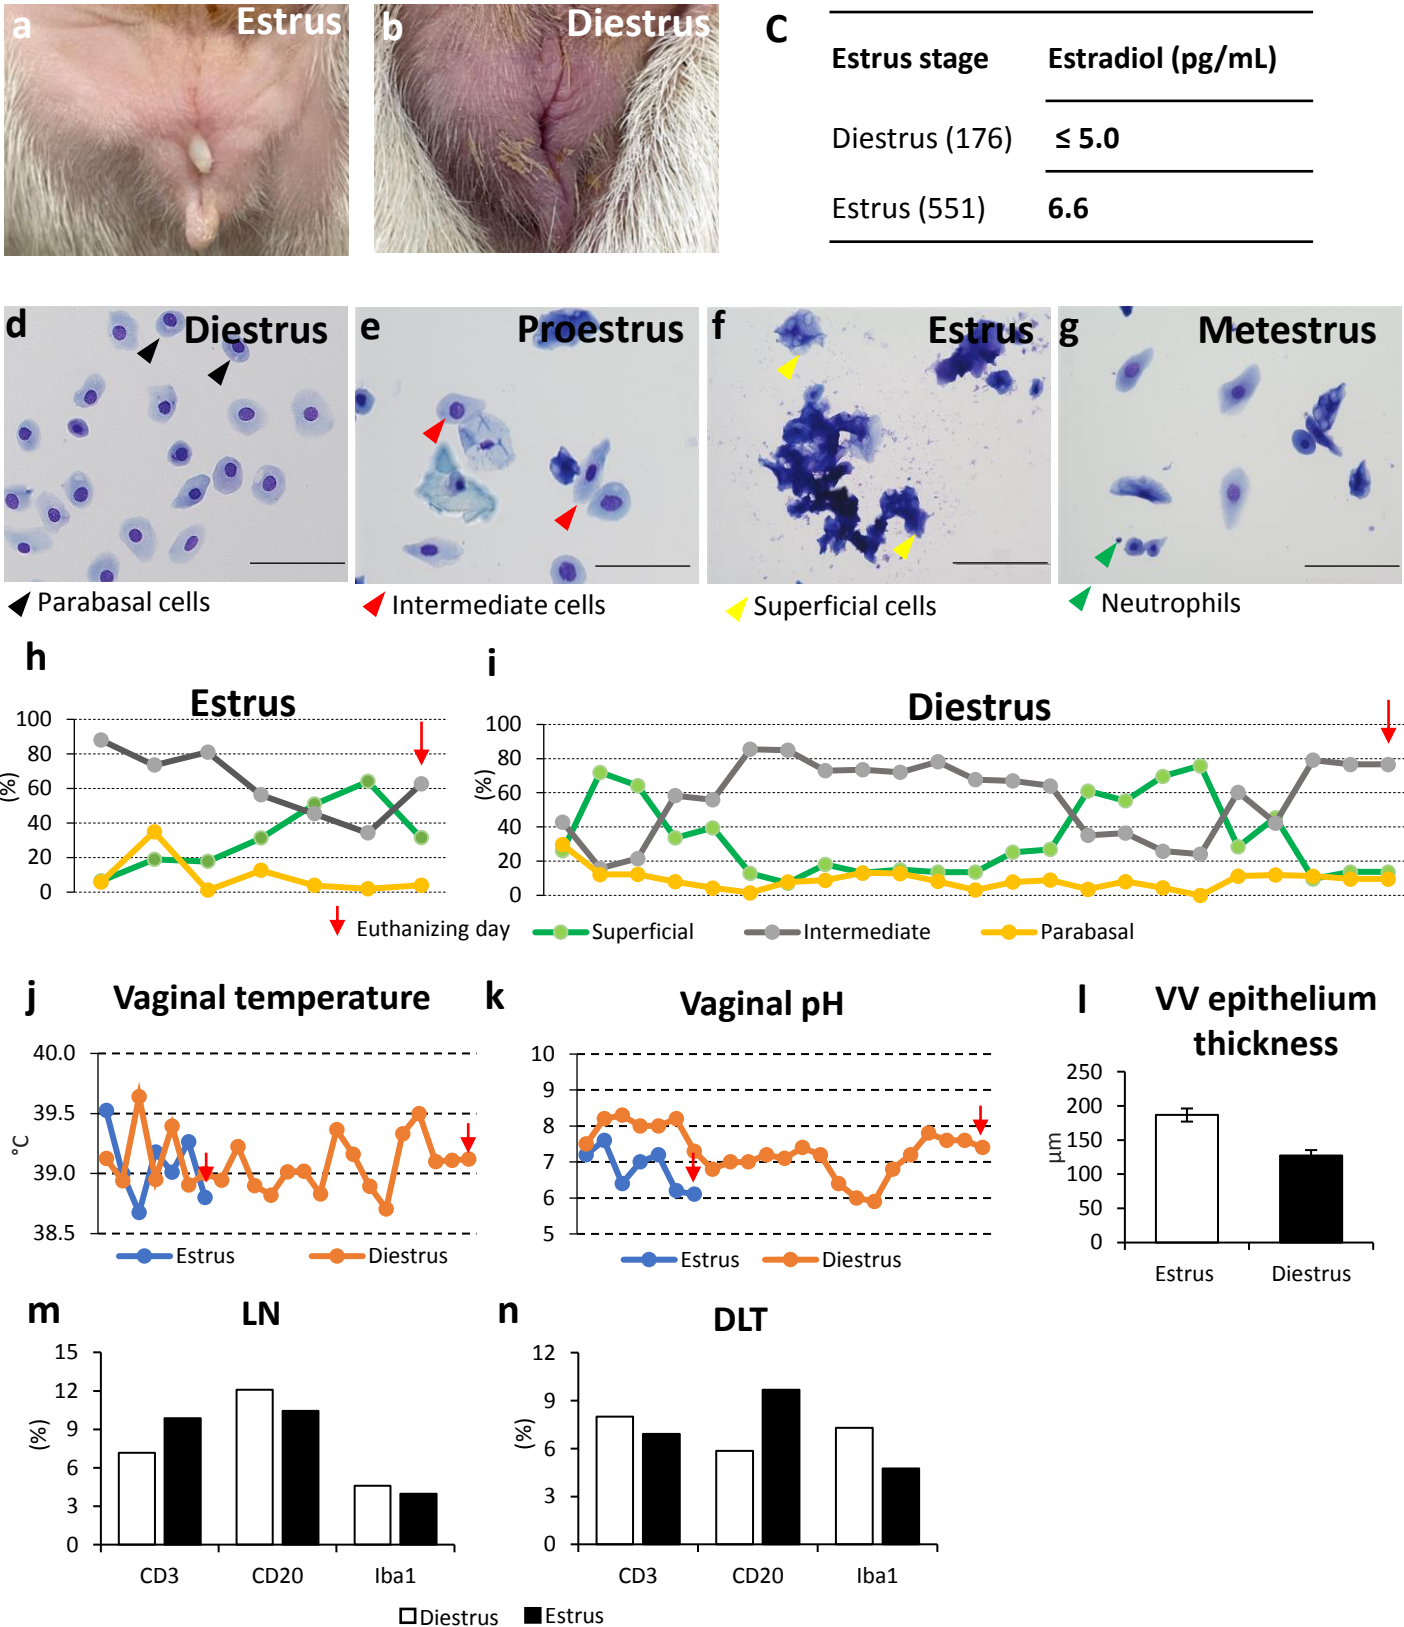 a Estrus
b Diestrus
C
Estrus stage Estradiol (pg/mL)
Diestrus (176) ≤ 5.0
Estrus (551) 6.6
d Diestrus
e Proestrus
f Estrus
g Metestrus
Parabasal cells
Intermediate cells
Superficial cells
Neutrophils
h
Estrus
100
80
60
40
20
0
(%)
i
Diestrus
100
80
60
40
20
0
(%)
Euthanizing day
Superficial Intermediate Parabasal
j Vaginal temperature
40.0
39.5
39.0
38.5
°C
Estrus Diestrus
k Vaginal pH
10
9
8
7
6
5
Estrus Diestrus
l VV epithelium
thickness
250
200
150
100
50
0
µm
Estrus Diestrus
m LN
15
12
9
6
3
0
(%)
CD3 CD20 Iba1
n DLT
12
9
6
3
0
(%)
CD3 CD20 Iba1
Diestrus Estrus